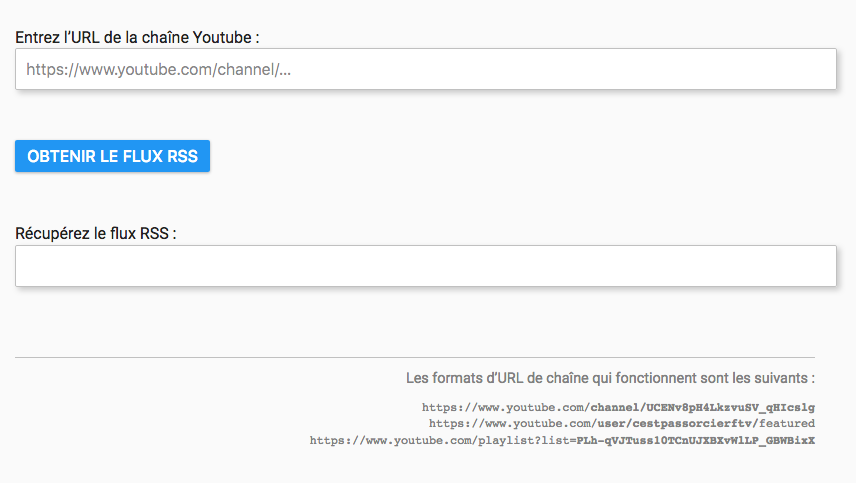 Entrez l’URL de la chaîne Youtube :
https://www.youtube.com/channel/...
OBTENIR LE FLUX RSS
Récupérez le flux RSS :
Les formats d’URL de chaîne qui fonctionnent sont les suivants :
https://www.youtube.com/channel/UCENv8pH4LkzvuSV_qHIcslg
https://www.youtube.com/user/cestpassorcierftv/featured
https://www.youtube.com/playlist?list=PLh-qVJTuss10TCnUJXBXvWlLP_GBWBixX